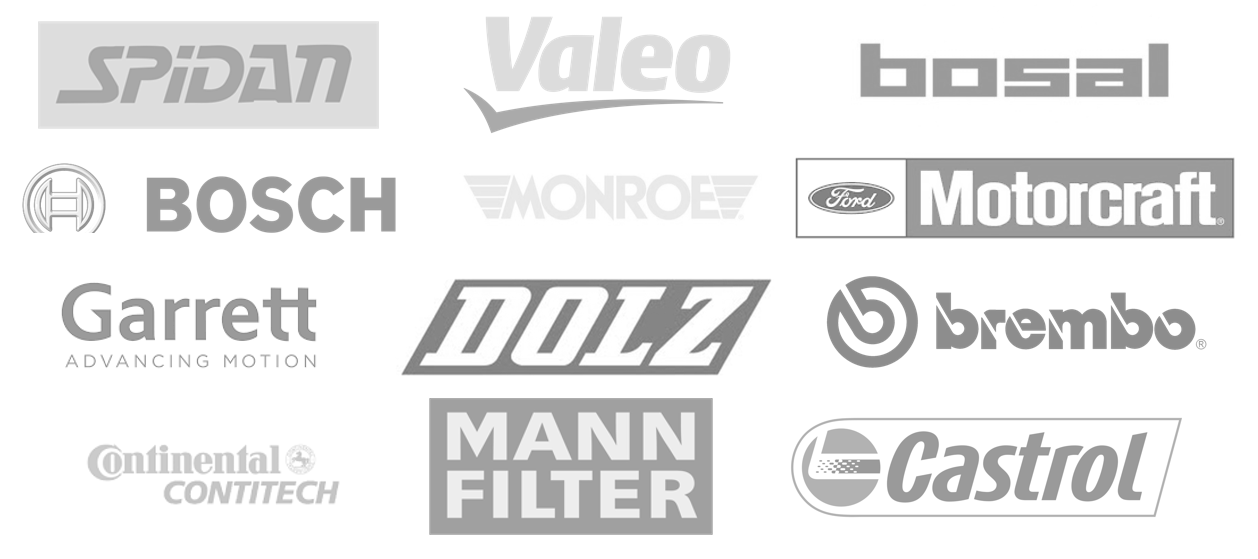 SPiDAN
Valeo
bosal
BOSCH
MONROE
Ford
Motorcraft®
Garrett
ADVANCING MOTION
DOLZ
brembo®
Continental
CONTITECH
MANN
FILTER
Castrol